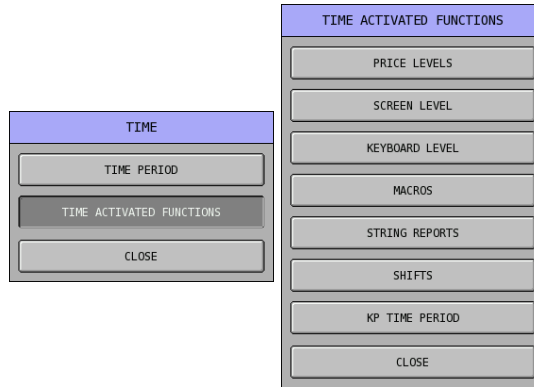 TIME
TIME PERIOD
TIME ACTIVATED FUNCTIONS
CLOSE
TIME ACTIVATED FUNCTIONS
PRICE LEVELS
SCREEN LEVEL
KEYBOARD LEVEL
MACROS
STRING REPORTS
SHIFTS
KP TIME PERIOD
CLOSE